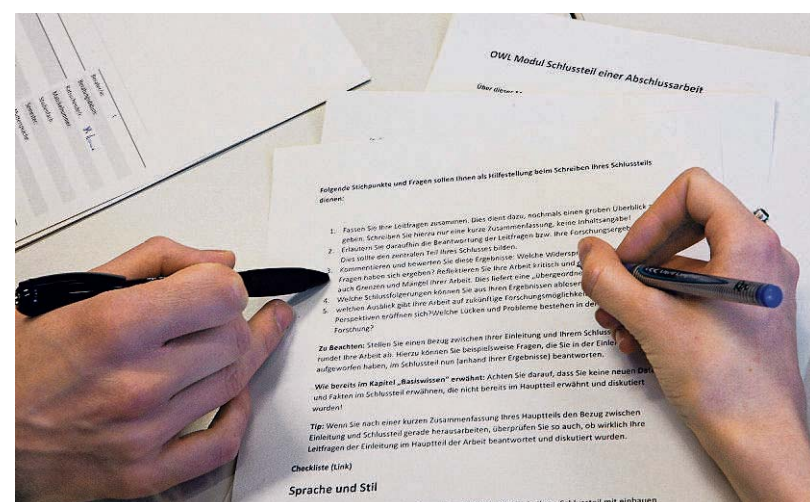 OWL Modul Schlussteil einer Abschlussarbeit
Über dieser
Folgende Stichpunkte und Fragen sollen Ihnen als Hilfestellung beim Schreiben Ihres Schlussteils
dienen:
1. Fassen Sie Ihre Leitfragen zusammen. Dies dient dazu, nochmals einen groben Überblick
geben. Schreiben Sie hierzu nur eine kurze Zusammenfassung, keine Inhaltsangabe!
2. Erläutern Sie daraufhin die Beantwortung der Leitfragen bzw. Ihre
Dies sollte den zentralen Teil Ihres Schlusses bilden.
3. Kommentieren und bewerten Sie diese Ergebnisse: Welche
Fragen haben sich ergeben? Reflektieren Sie Ihre Arbeit kritisch und
auch Grenzen und Mängel Ihrer Arbeit. Dies liefert eine
4. Welche Schlussfolgerungen können Sie aus Ihren Ergebnissen
5. welchen Ausblick gibt Ihre Arbeit auf zukünftige
Perspektiven eröffnen sich?Welche Lücken und Probleme bestehen in der
Forschung?
Zu Beachten: Stellen Sie einen Bezug zwischen Ihrer Einleitung und Ihrem
rundet Ihre Arbeit ab. Hierzu können Sie beispielsweise Fragen, die Sie in der
aufgeworfen haben, im Schlussteil nun (anhand Ihrer Ergebnisse) beantworten.
Wie bereits im Kapitel „Basiswissen" erwähnt: Achten Sie darauf, dass Sie keine neuen
und Fakten im Schlussteil erwähnen, die nicht bereits im Hauptteil erwähnt und diskutiert
wurden!
Tip: Wenn Sie nach einer kurzen Zusammenfassung Ihres Hauptteils den Bezug zwischen
Einleitung und Schlussteil gerade herausarbeiten, überprüfen Sie so auch, ob wirklich Ihre
Leitfragen der Einleitung im Hauptteil der Arbeit beantwortet und diskutiert wurden.
Checkliste (Link)
Sprache und Stil
Schlussteil mit einbauen